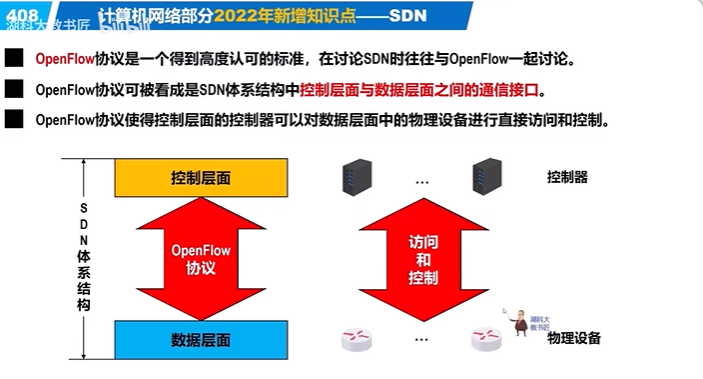 408 计算机网络部分2022年新增知识点——SDN
湖科大教书匠 bilibili
OpenFlow协议是一个得到高度认可的标准，在讨论SDN时往往与OpenFlow一起讨论。
OpenFlow协议可被看成是SDN体系结构中控制层面与数据层面之间的通信接口。
OpenFlow协议使得控制层面的控制器可以对数据层面中的物理设备进行直接访问和控制。
控制层面
...
控制器
SDN体系结构
OpenFlow
协议
访问
和
控制
数据层面
...
湖科大
教书匠
物理设备